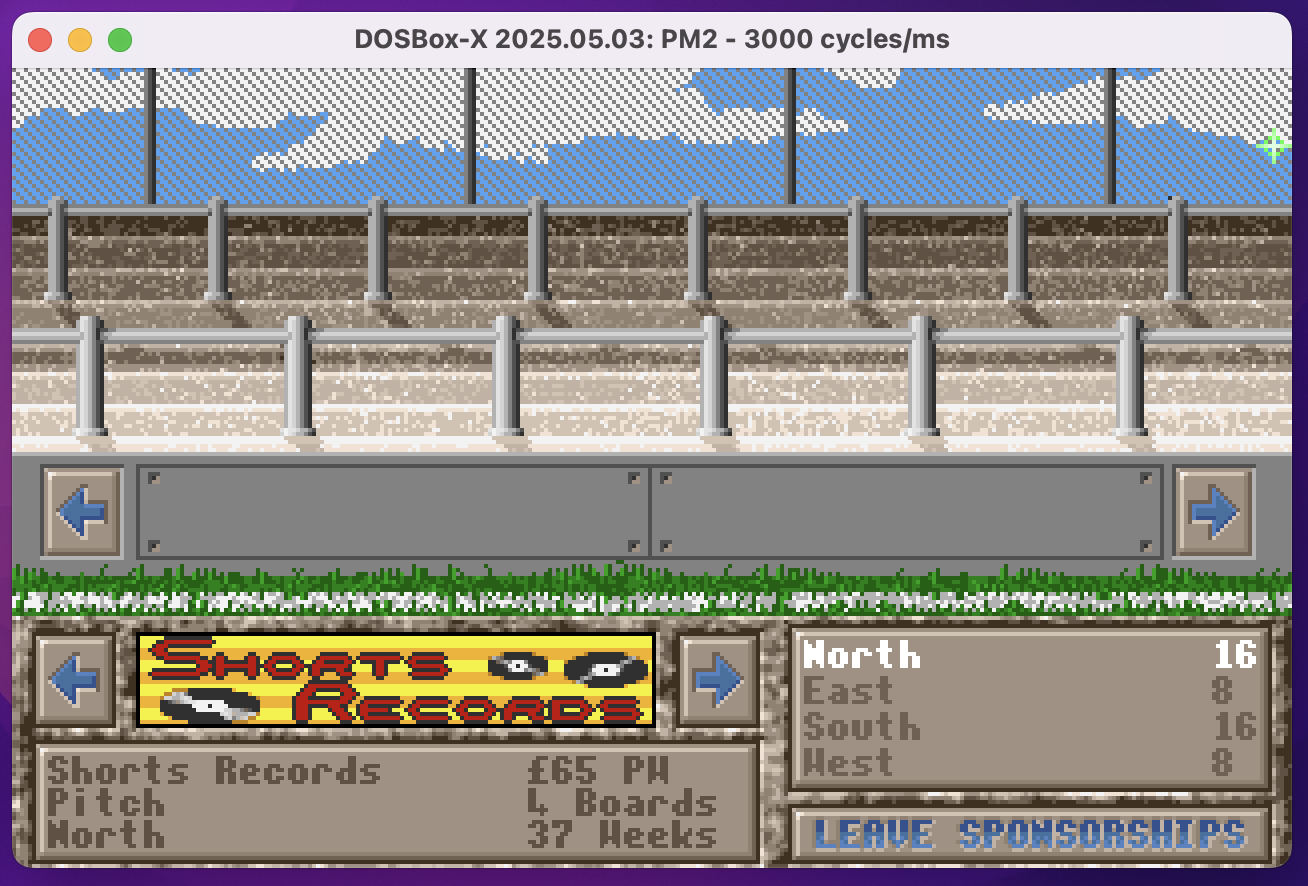 DOSBox-X 2025.05.03: PM2 - 3000 cycles/ms
SHORTS
RECORDS
North 16
East 8
South 16
West 8
Shorts Records £65 PW
Pitch 4 Boards
North 37 Weeks
LEAVE SPONSORSHIPS